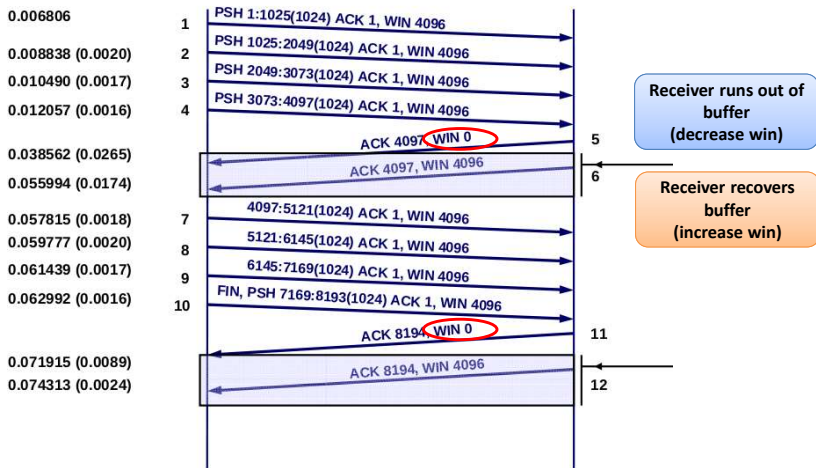 0.006806
1
PSH 1:1025(1024) ACK 1, WIN 4096
0.008838 (0.0020)
2
PSH 1025:2049(1024) ACK 1, WIN 4096
0.010490 (0.0017)
3
PSH 2049:3073(1024) ACK 1, WIN 4096
0.012057 (0.0016)
4
PSH 3073:4097(1024) ACK 1, WIN 4096
Receiver runs out of
buffer
(decrease win)
ACK 4097, WIN 0
5
0.038562 (0.0265)
ACK 4097, WIN 4096
6
0.055994 (0.0174)
Receiver recovers
buffer
(increase win)
0.057815 (0.0018)
7
4097:5121(1024) ACK 1, WIN 4096
0.059777 (0.0020)
8
5121:6145(1024) ACK 1, WIN 4096
0.061439 (0.0017)
9
6145:7169(1024) ACK 1, WIN 4096
0.062992 (0.0016)
10
FIN, PSH 7169:8193(1024) ACK 1, WIN 4096
ACK 8194, WIN 0
11
0.071915 (0.0089)
ACK 8194, WIN 4096
12
0.074313 (0.0024)